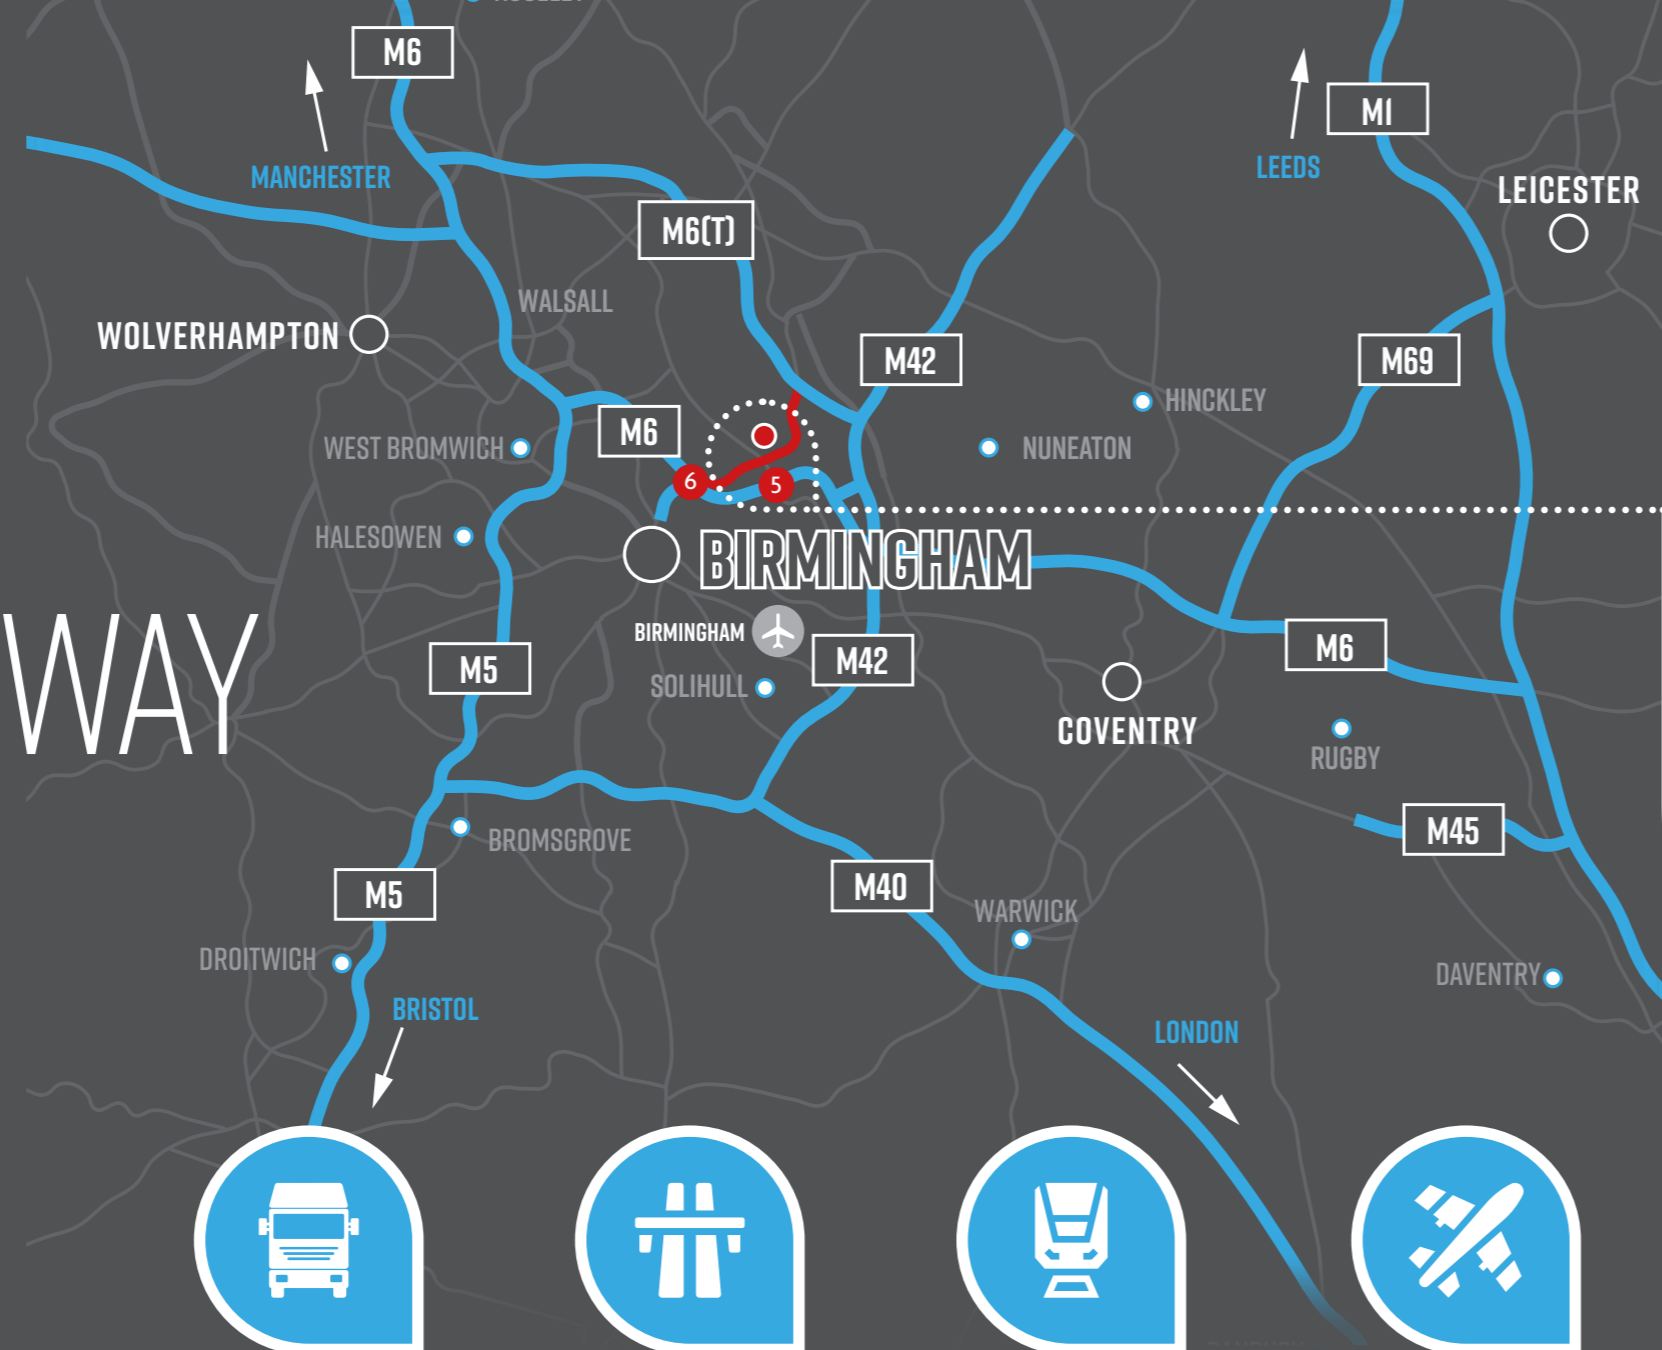 M6
M1
MANCHESTER
LEEDS
LEICESTER
M6(T)
WALSALL
WOLVERHAMPTON
M42
M69
HINCKLEY
M6
WEST BROMWICH
NUNEATON
6
5
HALESOWEN
BIRMINGHAM
WAY
BIRMINGHAM
M6
M5
M42
SOLIHULL
COVENTRY
RUGBY
M45
BROMSGROVE
M5
M40
WARWICK
DROITWICH
DAVENTRY
BRISTOL
LONDON